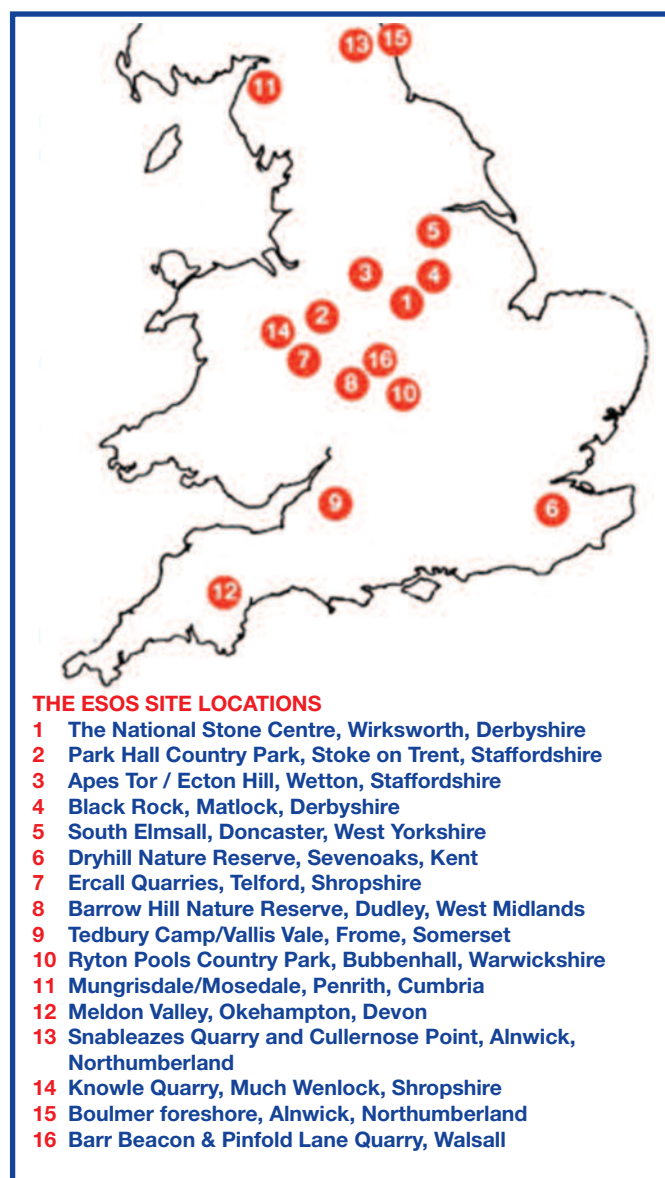 13
15
11
5
3
4
1
2
14
7
16
8
10
9
6
12
THE ESOS SITE LOCATIONS
1 The National Stone Centre, Wirksworth, Derbyshire
2 Park Hall Country Park, Stoke on Trent, Staffordshire
3 Apes Tor / Ecton Hill, Wetton, Staffordshire
4 Black Rock, Matlock, Derbyshire
5 South Elmsall, Doncaster, West Yorkshire
6 Dryhill Nature Reserve, Sevenoaks, Kent
7 Ercall Quarries, Telford, Shropshire
8 Barrow Hill Nature Reserve, Dudley, West Midlands
9 Tedbury Camp/Vallis Vale, Frome, Somerset
10 Ryton Pools Country Park, Bubbenhall, Warwickshire
11 Mungrisdale/Mosedale, Penrith, Cumbria
12 Meldon Valley, Okehampton, Devon
13 Snableazes Quarry and Cullernose Point, Alnwick,
Northumberland
14 Knowle Quarry, Much Wenlock, Shropshire
15 Boulmer foreshore, Alnwick, Northumberland
16 Barr Beacon & Pinfold Lane Quarry, Walsall